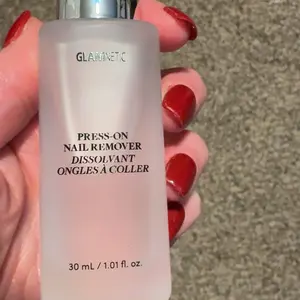 GLAMNETIC
PRESS-ON
NAIL REMOVER
DISSOLVANT
ONGLES À COLLER
30 mL / 1.01 fl. oz.